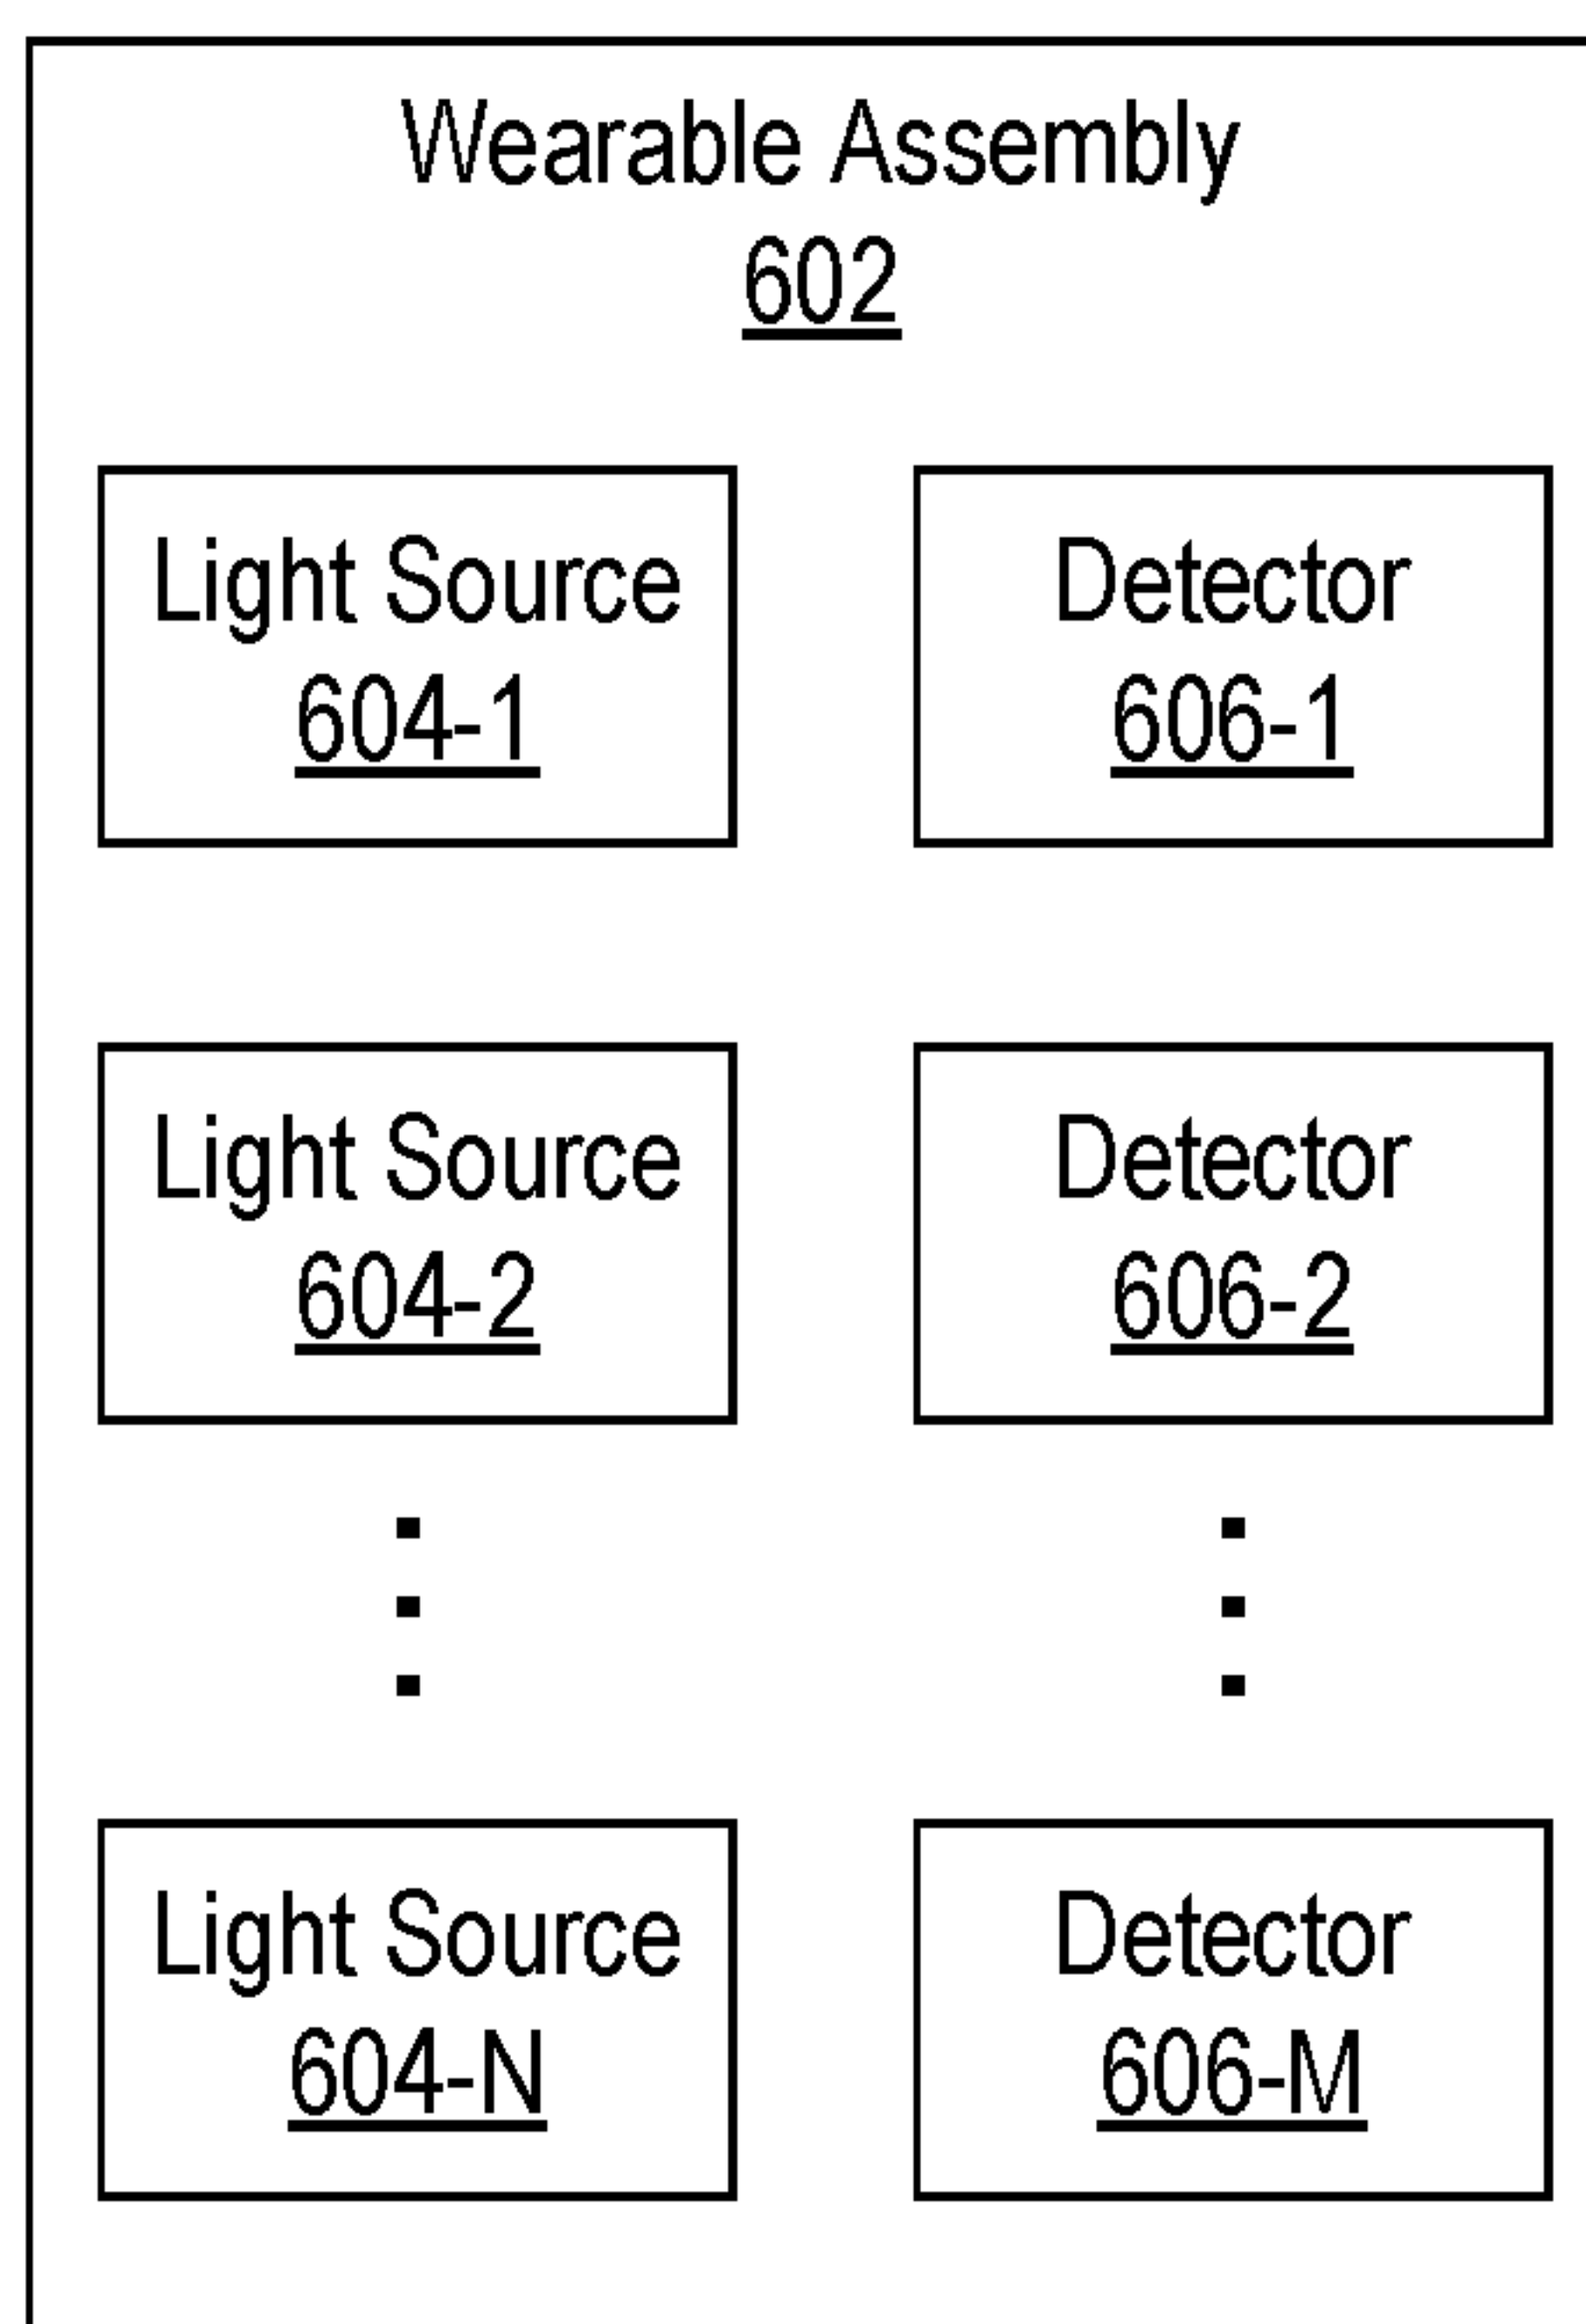 Wearable Assembly
602
Light Source
604-1
Detector
606-1
Light Source
604-2
Detector
606-2
Light Source
604-N
Detector
606-M